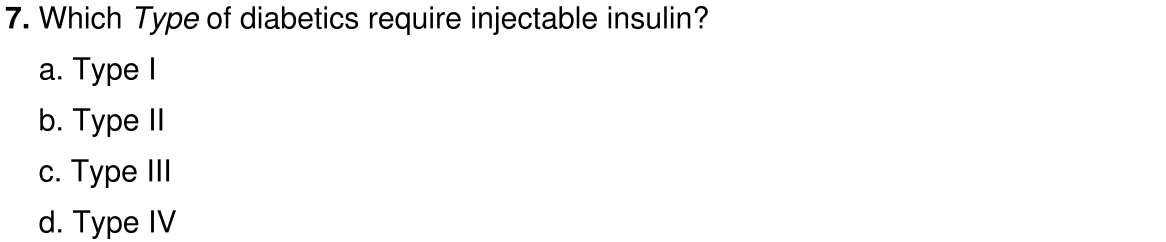 7. Which Type of diabetics require injectable insulin?
a. Type I
b. Type II
c. Type III
d. Type IV